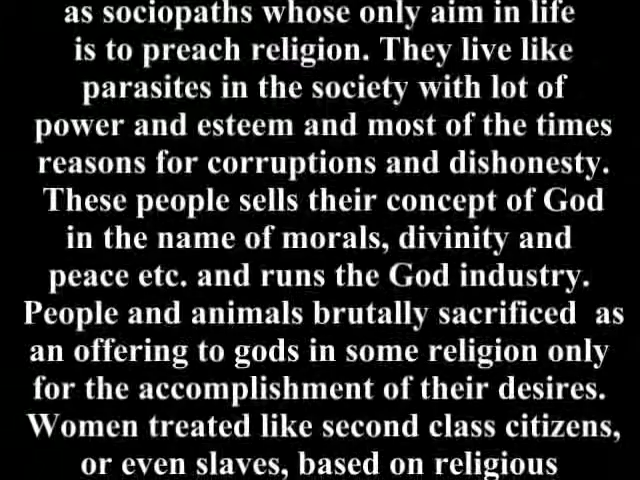 as sociopaths whose only aim in life
is to preach religion. They live like
parasites in the society with lot of
power and esteem and most of the times
reasons for corruptions and dishonesty.
These people sells their concept of God
in the name of morals, divinity and
peace etc. and runs the God industry.
People and animals brutally sacrificed as
an offering to gods in some religion only
for the accomplishment of their desires.
Women treated like second class citizens,
or even slaves, based on religious